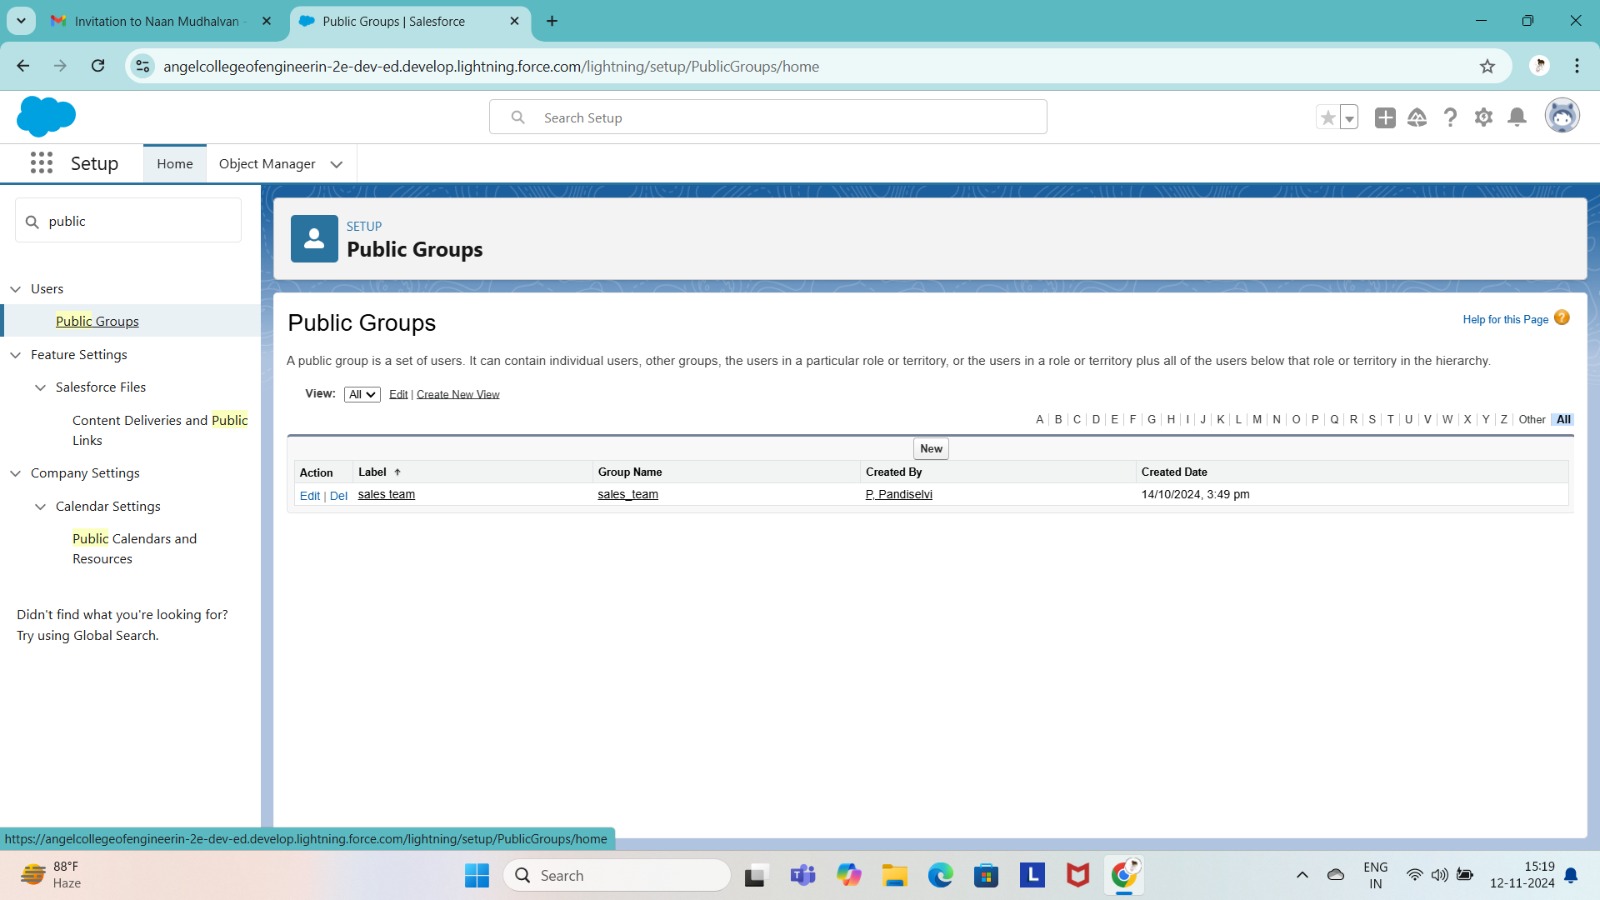 Invitation to Naan Mudhalvan
Public Groups | Salesforce
angelcollegeofengineerin-2e-dev-ed.develop.lightning.force.com/lightning/setup/PublicGroups/home
Search Setup
Setup
Home
Object Manager
public
Users
Public Groups
Feature Settings
Salesforce Files
Content Deliveries and Public
Links
Company Settings
Calendar Settings
Public Calendars and
Resources
Didn't find what you're looking for?
Try using Global Search.
SETUP
Public Groups
Public Groups
Help for this Page ?
A public group is a set of users. It can contain individual users, other groups, the users in a particular role or territory, or the users in a role or territory plus all of the users below that role or territory in the hierarchy.
View: All Edit | Create New View
A | B | C | D | E | F | G | H | I | J | K | L | M | N | O | P | Q | R | S | T | U | V | W | X | Y | Z | Other | All
New
Action Label Group Name Created By Created Date
Edit | Del sales team sales_team P, Pandiselvi 14/10/2024, 3:49 pm
https://angelcollegeofengineerin-2e-dev-ed.develop.lightning.force.com/lightning/setup/PublicGroups/home
88°F
Haze
Search
L
ENG
IN
15:19
12-11-2024